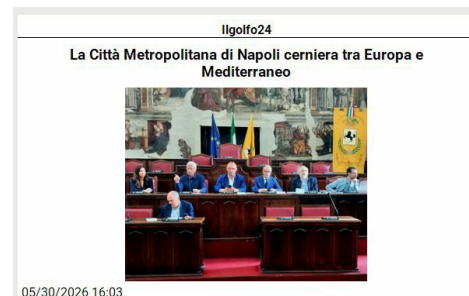 Ilgolfo24
La Città Metropolitana di Napoli cerniera tra Europa e
Mediterraneo
05/30/2026 16:03